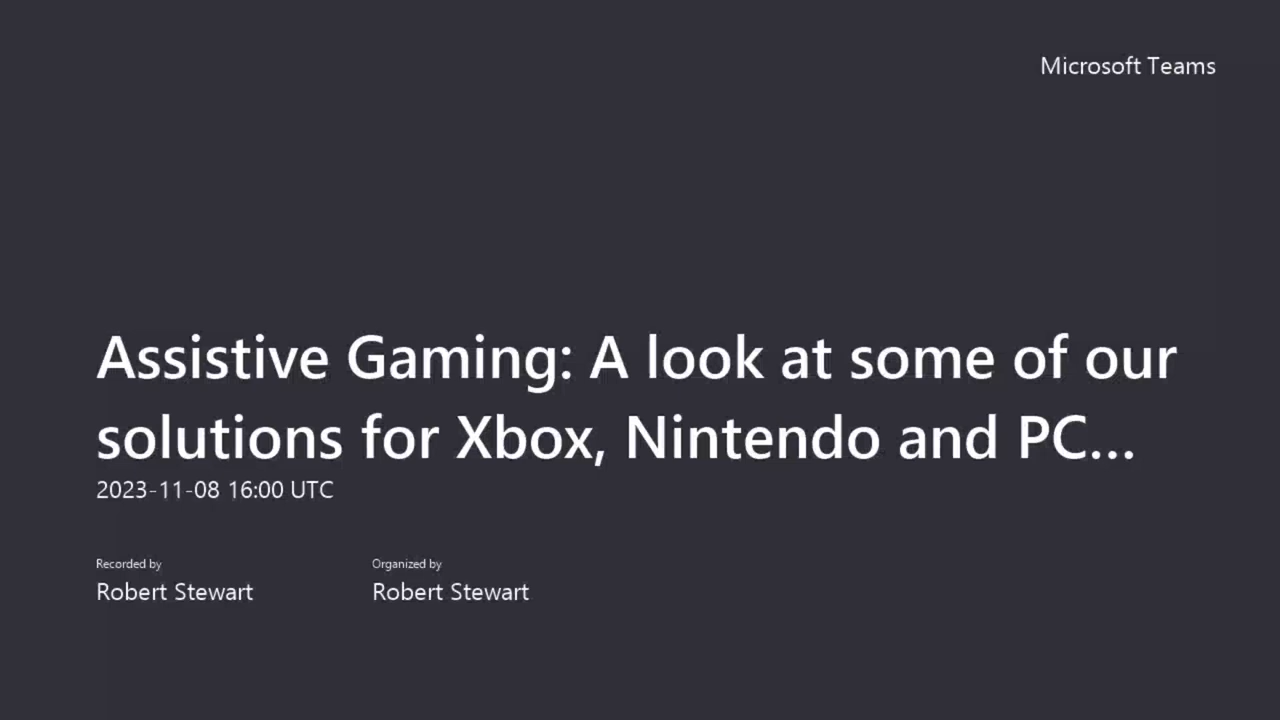 Microsoft Teams
Assistive Gaming: A look at some of our
solutions for Xbox, Nintendo and PC...
2023-11-08 16:00 UTC
Recorded by
Robert Stewart
Organized by
Robert Stewart